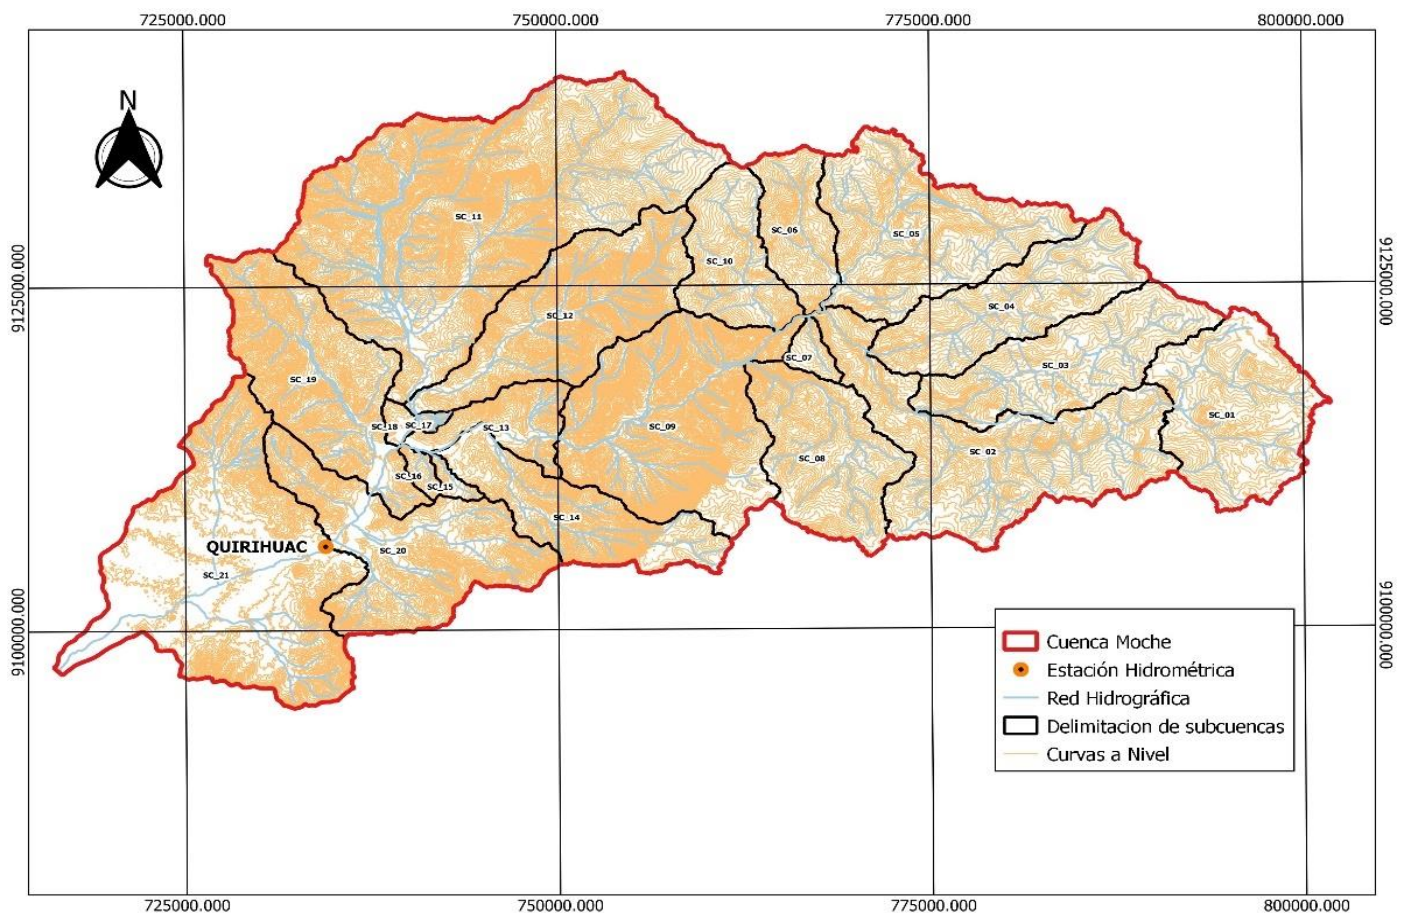 725000.000 750000.000 775000.000 800000.000
N
SC_11
SC_06
SC_05
SC_10
9125000.000
9125000.000
SC_04
SC_12
SC_07
SC_03
SC_19
SC_01
SC_18
SC_17
SC_13
SC_09
SC_02
SC_08
SC_16
SC_15
SC_14
QUIRIHUAC
SC_20
SC_21
9100000.000
9100000.000
Cuenca Moche
Estación Hidrométrica
Red Hidrográfica
Delimitacion de subcuencas
Curvas a Nivel
725000.000 750000.000 775000.000 800000.000